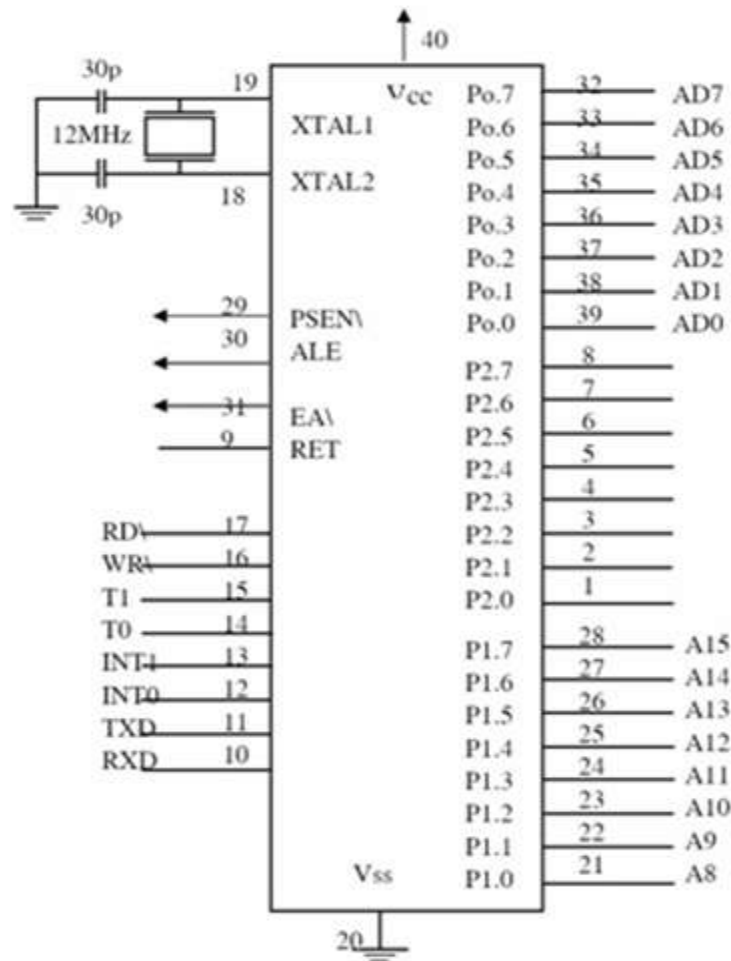 40
30p
19
Vcc
Po.7
32
AD7
Po.6
33
AD6
12MHz
XTAL1
Po.5
34
AD5
XTAL2
Po.4
35
AD4
30p
18
Po.3
36
AD3
Po.2
37
AD2
Po.1
38
AD1
29
PSEN\
Po.0
39
AD0
30
ALE
P2.7
8
31
EA\
P2.6
7
9
RET
P2.5
6
P2.4
5
P2.3
4
RD\
17
P2.2
3
WR\
16
P2.1
2
T1
15
P2.0
1
T0
14
P1.7
28
A15
INT1
13
P1.6
27
A14
INT0
12
P1.5
26
A13
TXD
11
P1.4
25
A12
RXD
10
P1.3
24
A11
P1.2
23
A10
P1.1
22
A9
Vss
P1.0
21
A8
20